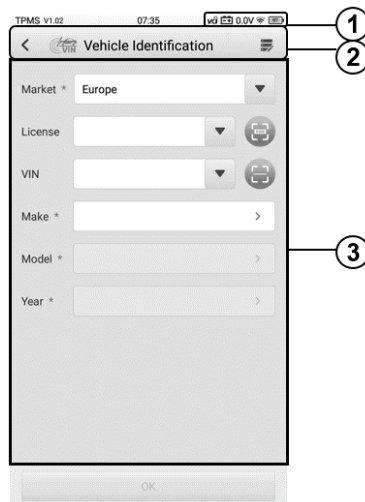 TPMS V1.02 07:35 0.0V
VIN Vehicle Identification
Market * Europe
License
VIN
Make *
Model *
Year *
OK
1
2
3